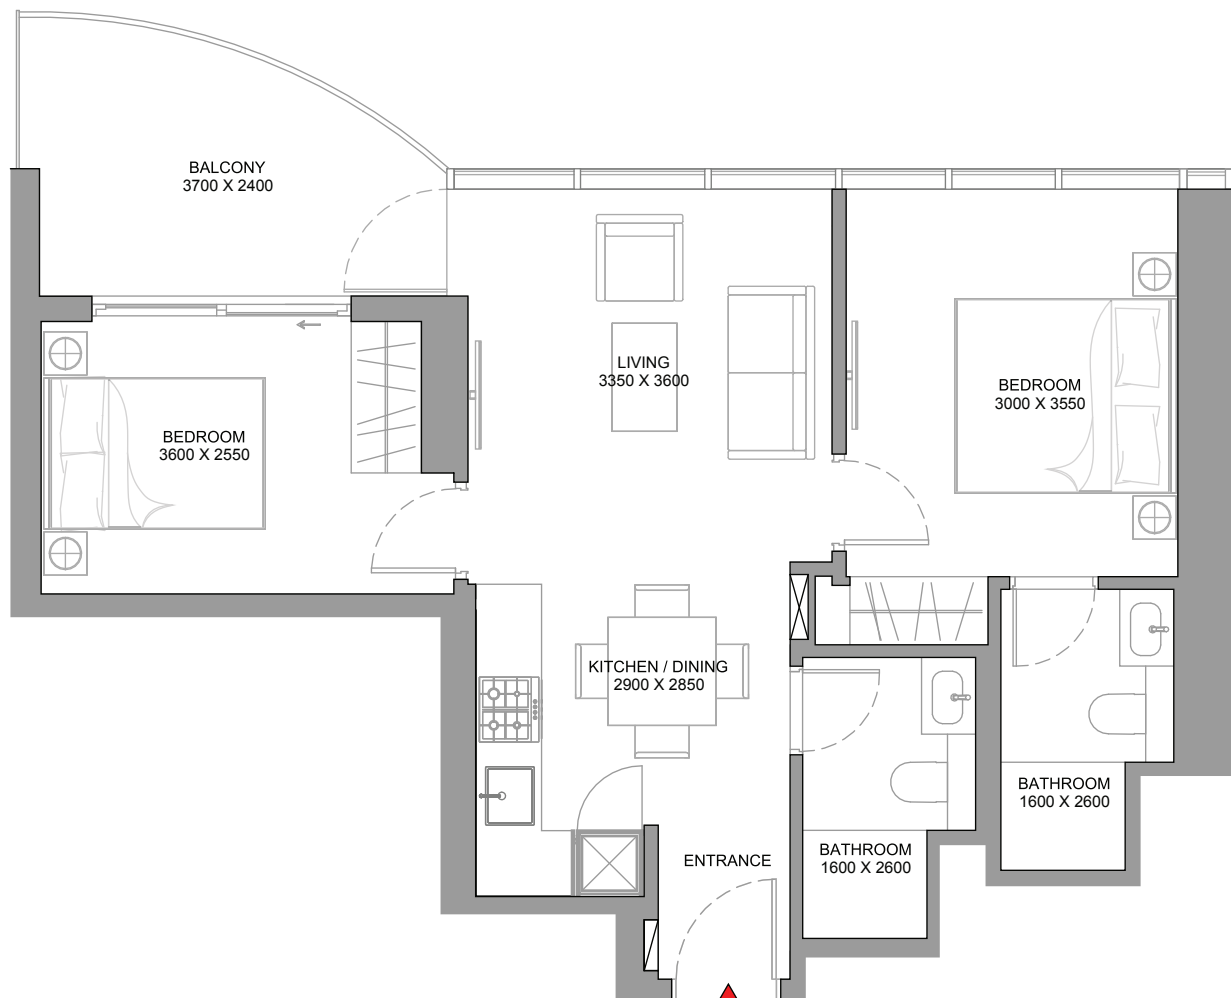 BALCONY
3700 X 2400
LIVING
3350 X 3600
BEDROOM
3000 X 3550
BEDROOM
3600 X 2550
KITCHEN / DINING
2900 X 2850
BATHROOM
1600 X 2600
ENTRANCE
BATHROOM
1600 X 2600